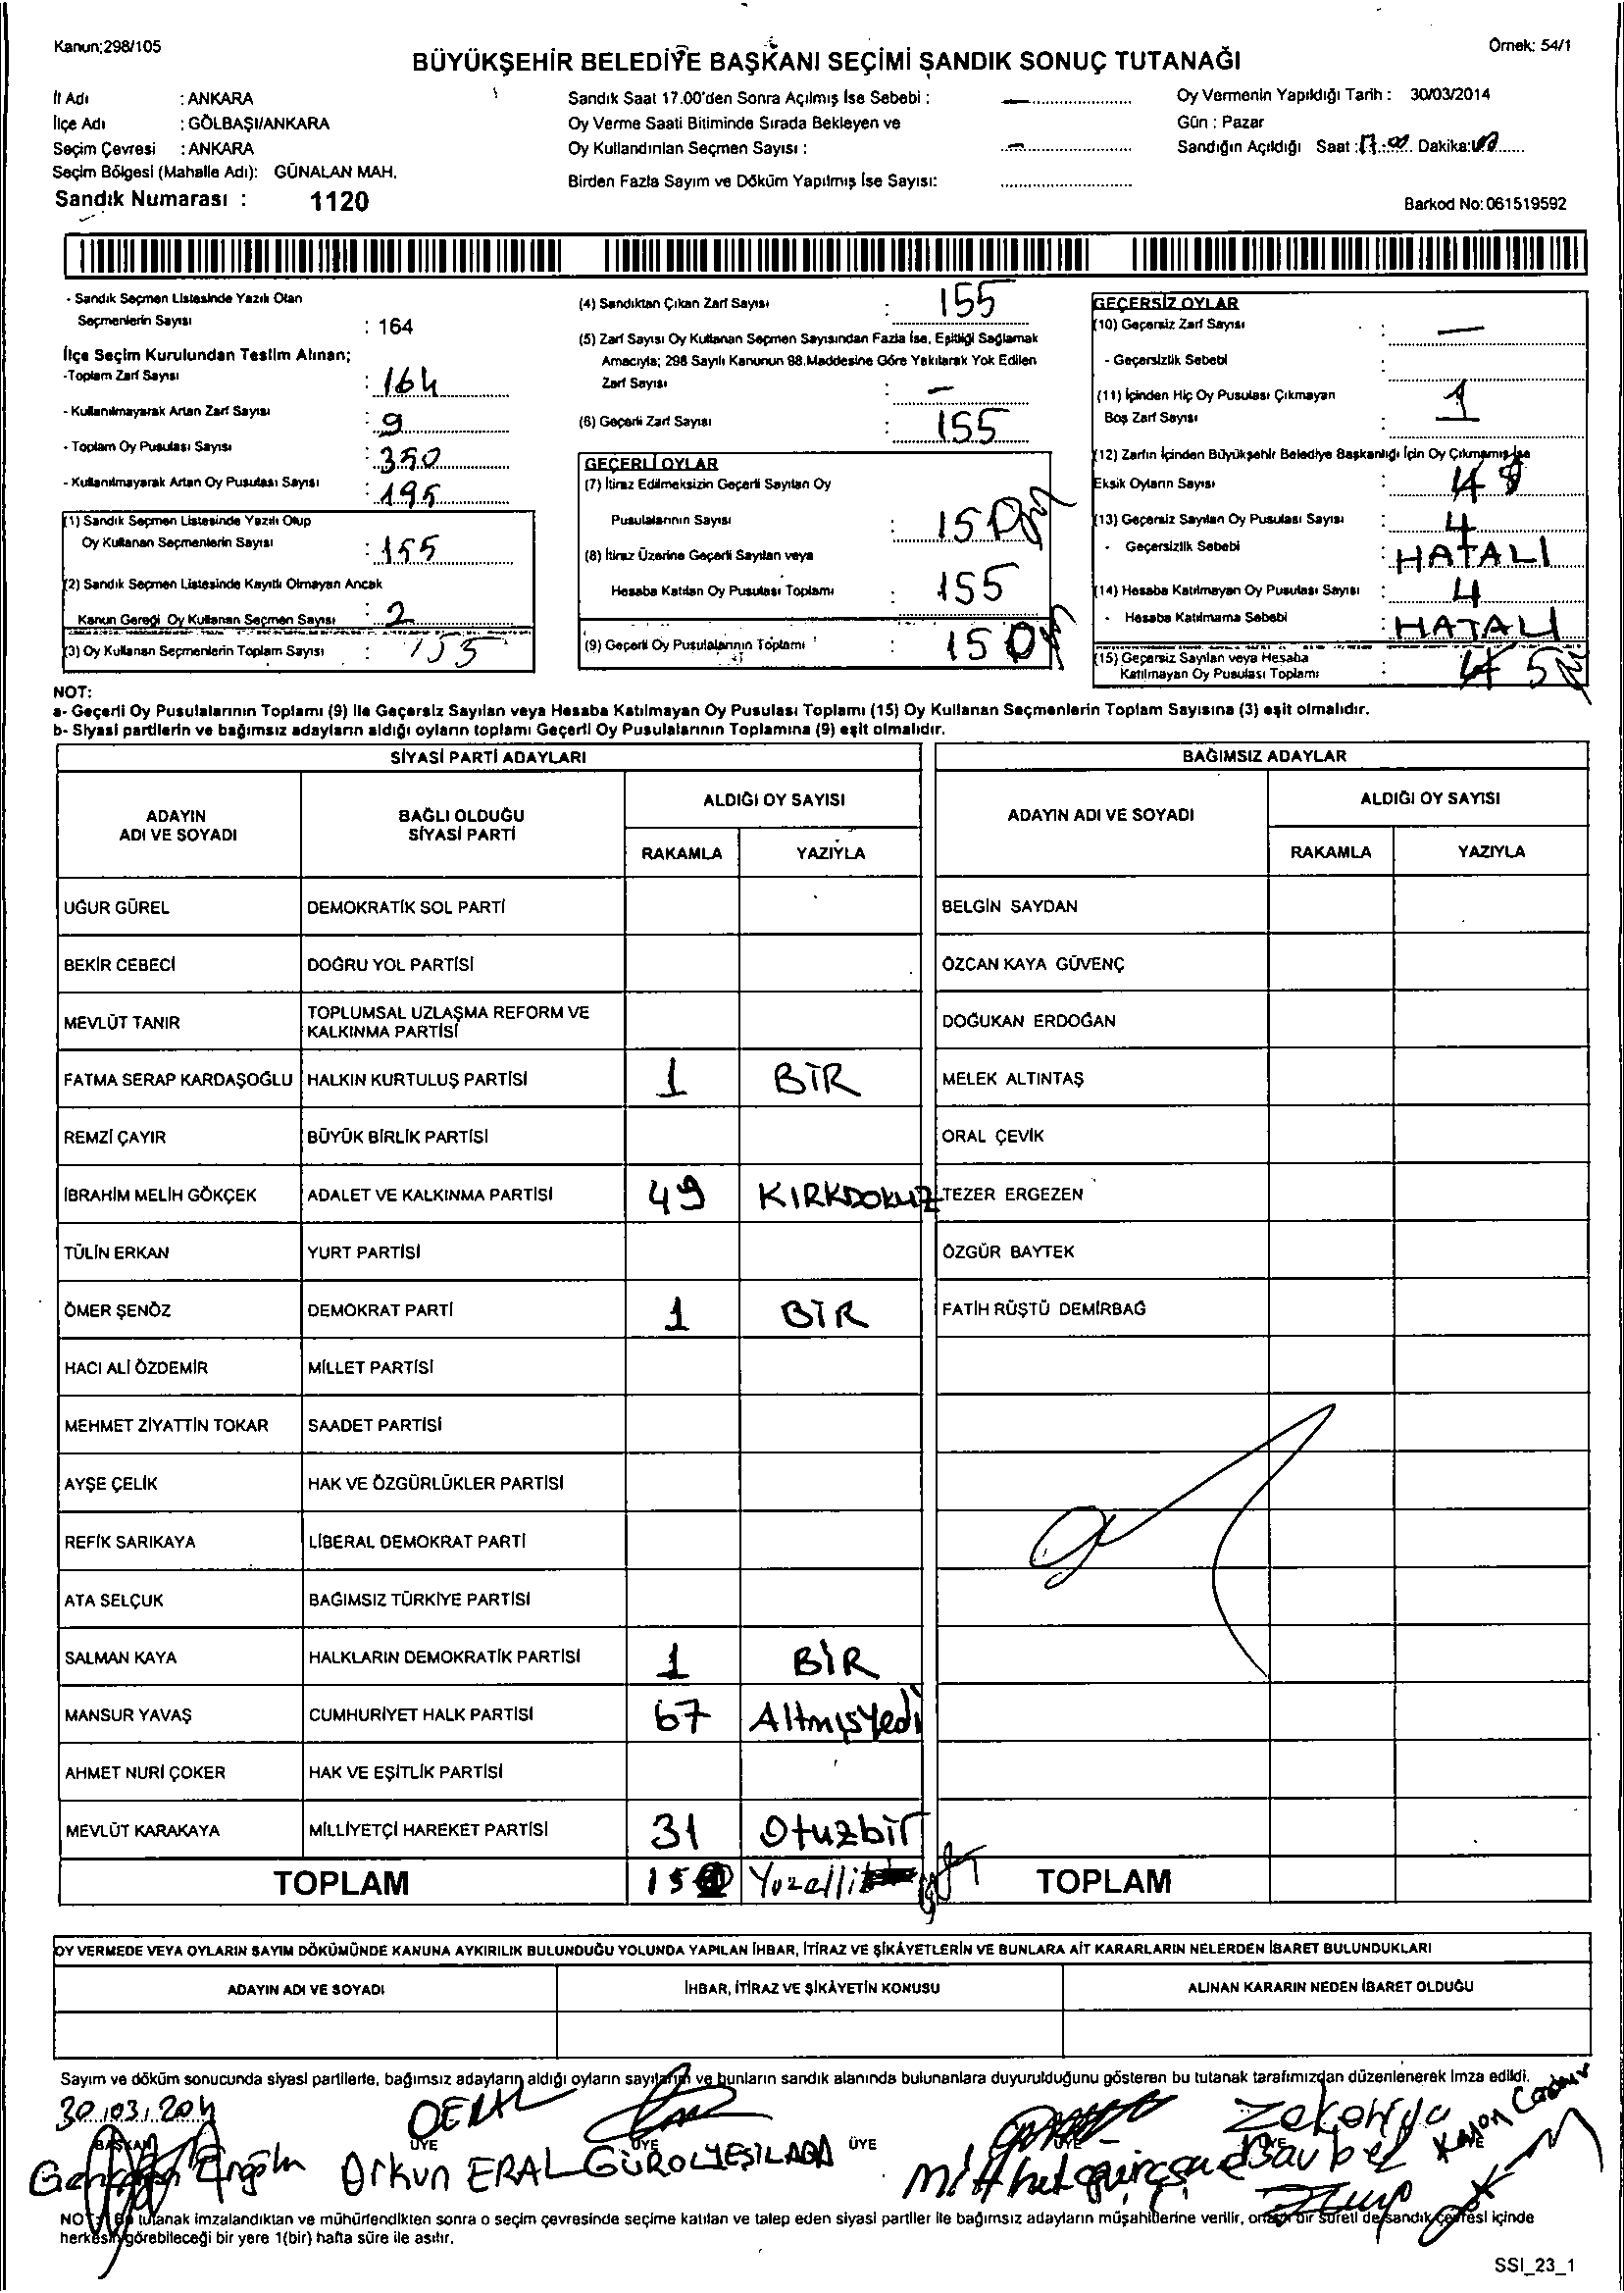 Kanun;298/105
Örnek: 54/1
BÜYÜKŞEHİR BELEDİYE BAŞKANI SEÇİMİ SANDIK SONUÇ TUTANAĞI
İl Adı : ANKARA
İlçe Adı : GÖLBAŞI/ANKARA
Seçim Çevresi : ANKARA
Seçim Bölgesi (Mahalle Adı): GÜNALAN MAH.
Sandık Numarası : 1120
Sandık Saat 17.00'den Sonra Açılmış İse Sebebi : —
Oy Verme Saati Bitiminde Sırada Bekleyen ve
Oy Kullandırılan Seçmen Sayısı : —
Birden Fazla Sayım ve Döküm Yapılmış İse Sayısı:
Oy Vermenin Yapıldığı Tarih : 30/03/2014
Gün : Pazar
Sandığın Açıldığı Saat :17:00 Dakika:
Barkod No: 061519592
- Sandık Seçmen Listesinde Yazılı Olan
Seçmenlerin Sayısı : 164
İlçe Seçim Kurulundan Teslim Alınan;
-Toplam Zarf Sayısı : 164
- Kullanılmayarak Artan Zarf Sayısı : 9
- Toplam Oy Pusulası Sayısı : 350
- Kullanılmayarak Artan Oy Pusulası Sayısı : 195
(1) Sandık Seçmen Listesinde Yazılı Olup
Oy Kullanan Seçmenlerin Sayısı : 155
(2) Sandık Seçmen Listesinde Kayıtlı Olmayan Ancak
Kanun Gereği Oy Kullanan Seçmen Sayısı : 2
(3) Oy Kullanan Seçmenlerin Toplam Sayısı : 155
(4) Sandıktan Çıkan Zarf Sayısı : 155
(5) Zarf Sayısı Oy Kullanan Seçmen Sayısından Fazla İse, Eşitliği Sağlamak
Amacıyla; 298 Sayılı Kanunun 98.Maddesine Göre Yakılarak Yok Edilen
Zarf Sayısı : —
(6) Geçerli Zarf Sayısı : 155
GEÇERLİ OYLAR
(7) İtiraz Edilmeksizin Geçerli Sayılan Oy
Pusulalarının Sayısı : 150
(8) İtiraz Üzerine Geçerli Sayılan veya
Hesaba Katılan Oy Pusulası Toplamı : 155
(9) Geçerli Oy Pusulalarının Toplamı : 150
GEÇERSİZ OYLAR
(10) Geçersiz Zarf Sayısı : —
- Geçersizlik Sebebi :
(11) İçinden Hiç Oy Pusulası Çıkmayan
Boş Zarf Sayısı : 1
(12) Zarfın İçinden Büyükşehir Belediye Başkanlığı İçin Oy Çıkmamış İse
Eksik Oyların Sayısı :
(13) Geçersiz Sayılan Oy Pusulası Sayısı : 4
- Geçersizlik Sebebi : HATALI
(14) Hesaba Katılmayan Oy Pusulası Sayısı : 4
- Hesaba Katılmama Sebebi : HATALI
(15) Geçersiz Sayılan veya Hesaba
Katılmayan Oy Pusulası Toplamı : 5
NOT:
a- Geçerli Oy Pusulalarının Toplamı (9) ile Geçersiz Sayılan veya Hesaba Katılmayan Oy Pusulası Toplamı (15) Oy Kullanan Seçmenlerin Toplam Sayısına (3) eşit olmalıdır.
b- Siyasi partilerin ve bağımsız adayların aldığı oyların toplamı Geçerli Oy Pusulalarının Toplamına (9) eşit olmalıdır.
SİYASİ PARTİ ADAYLARI
BAĞIMSIZ ADAYLAR
ADAYIN ADI VE SOYADI
BAĞLI OLDUĞU SİYASİ PARTİ
ALDIĞI OY SAYISI
RAKAMLA YAZIYLA
ADAYIN ADI VE SOYADI
ALDIĞI OY SAYISI
RAKAMLA YAZIYLA
UĞUR GÜREL DEMOKRATİK SOL PARTİ BELGİN SAYDAN
BEKİR CEBECİ DOĞRU YOL PARTİSİ ÖZCAN KAYA GÜVENÇ
MEVLÜT TANIR TOPLUMSAL UZLAŞMA REFORM VE KALKINMA PARTİSİ DOĞUKAN ERDOĞAN
FATMA SERAP KARDAŞOĞLU HALKIN KURTULUŞ PARTİSİ 1 BİR MELEK ALTINTAŞ
REMZİ ÇAYIR BÜYÜK BİRLİK PARTİSİ ORAL ÇEVİK
İBRAHİM MELİH GÖKÇEK ADALET VE KALKINMA PARTİSİ 49 KIRKDOKUZ TEZER ERGEZEN
TÜLİN ERKAN YURT PARTİSİ ÖZGÜR BAYTEK
ÖMER ŞENÖZ DEMOKRAT PARTİ 1 BİR FATİH RÜŞTÜ DEMİRBAĞ
HACI ALİ ÖZDEMİR MİLLET PARTİSİ
MEHMET ZİYATTİN TOKAR SAADET PARTİSİ
AYŞE ÇELİK HAK VE ÖZGÜRLÜKLER PARTİSİ
REFİK SARIKAYA LİBERAL DEMOKRAT PARTİ
ATA SELÇUK BAĞIMSIZ TÜRKİYE PARTİSİ
SALMAN KAYA HALKLARIN DEMOKRATİK PARTİSİ 1 BİR
MANSUR YAVAŞ CUMHURİYET HALK PARTİSİ 67 Altmışyedi
AHMET NURİ ÇOKER HAK VE EŞİTLİK PARTİSİ
MEVLÜT KARAKAYA MİLLİYETÇİ HAREKET PARTİSİ 31 Otuzbir
TOPLAM 150 Yüzelli TOPLAM
OY VERMEDE VEYA OYLARIN SAYIM DÖKÜMÜNDE KANUNA AYKIRILIK BULUNDUĞU YOLUNDA YAPILAN İHBAR, İTİRAZ VE ŞİKÂYETLERİN VE BUNLARA AİT KARARLARIN NELERDEN İBARET BULUNDUKLARI
ADAYIN ADI VE SOYADI İHBAR, İTİRAZ VE ŞİKÂYETİN KONUSU ALINAN KARARIN NEDEN İBARET OLDUĞU
Sayım ve döküm sonucunda siyasi partilerle, bağımsız adayların aldığı oyların sayılarını ve bunların sandık alanında bulunanlara duyurulduğunu gösteren bu tutanak tarafımızdan düzenlenerek imza edildi.
30.03.2014
BAŞKAN ÜYE ÜYE ÜYE ÜYE ÜYE ÜYE
Orkun ERAL GÜROL YEŞİLADA
NOT: Bu tutanak imzalandıktan ve mühürlendikten sonra o seçim çevresinde seçime katılan ve talep eden siyasi partiler ile bağımsız adayların müşahitlerine verilir, onaylı bir sureti de sandık çevresi içinde
herkesin görebileceği bir yere 1(bir) hafta süre ile asılır.
SSI_23_1